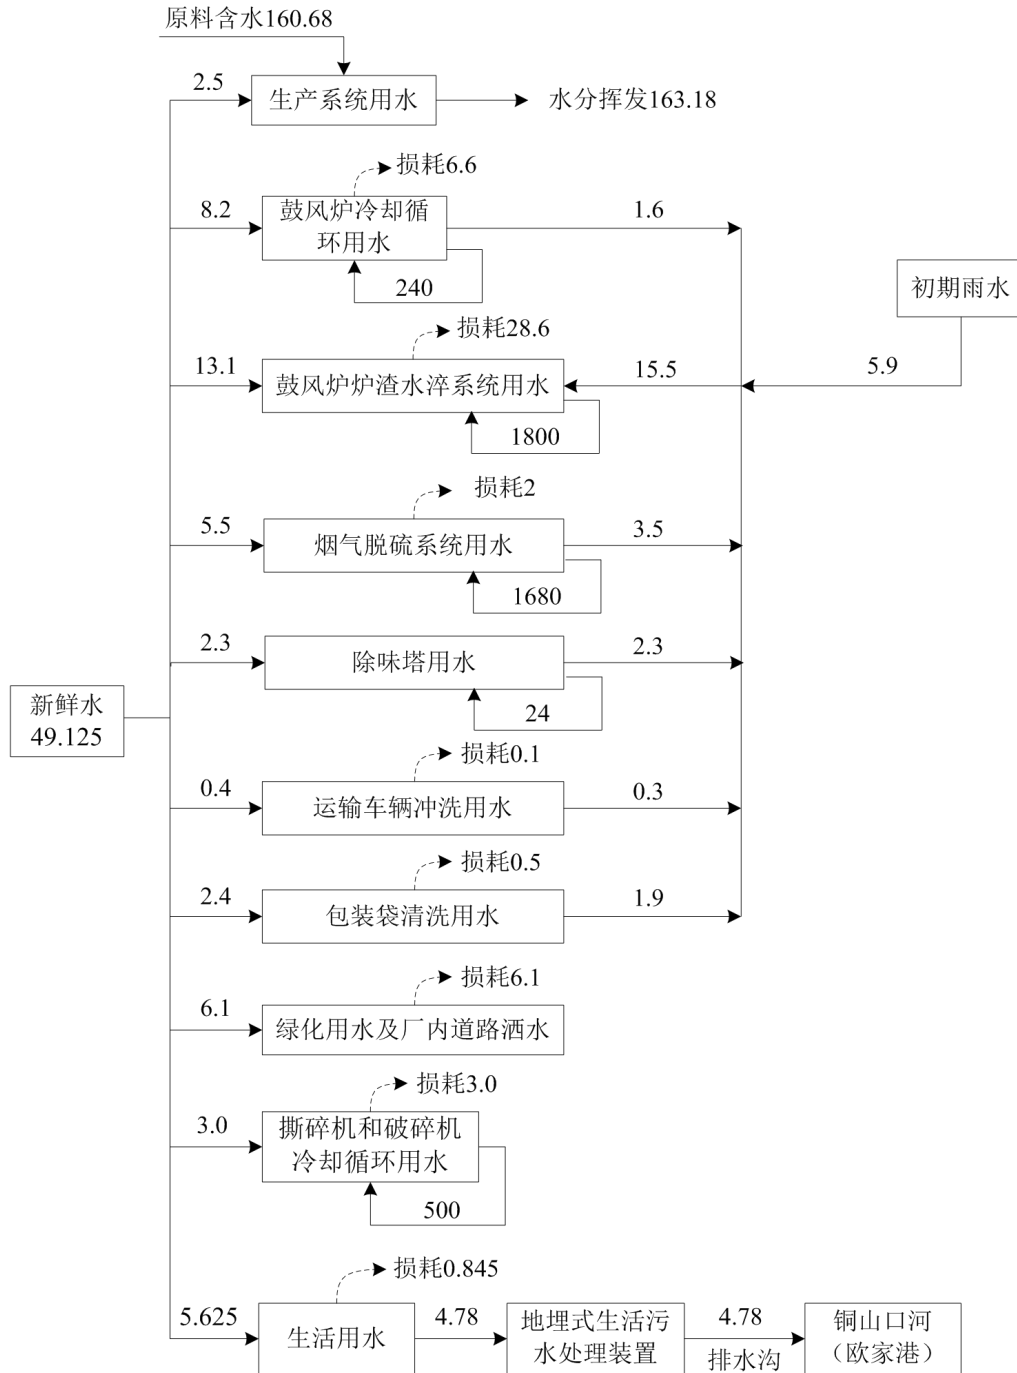 原料含水160.68
2.5
生产系统用水
水分挥发163.18
损耗6.6
8.2
鼓风炉冷却循
环用水
1.6
240
初期雨水
损耗28.6
13.1
鼓风炉炉渣水淬系统用水
15.5
5.9
1800
损耗2
5.5
烟气脱硫系统用水
3.5
1680
2.3
除味塔用水
2.3
24
新鲜水
49.125
损耗0.1
0.4
运输车辆冲洗用水
0.3
损耗0.5
2.4
包装袋清洗用水
1.9
损耗6.1
6.1
绿化用水及厂内道路洒水
损耗3.0
3.0
撕碎机和破碎机
冷却循环用水
500
损耗0.845
5.625
生活用水
4.78
地埋式生活污
水处理装置
4.78
排水沟
铜山口河
（欧家港）